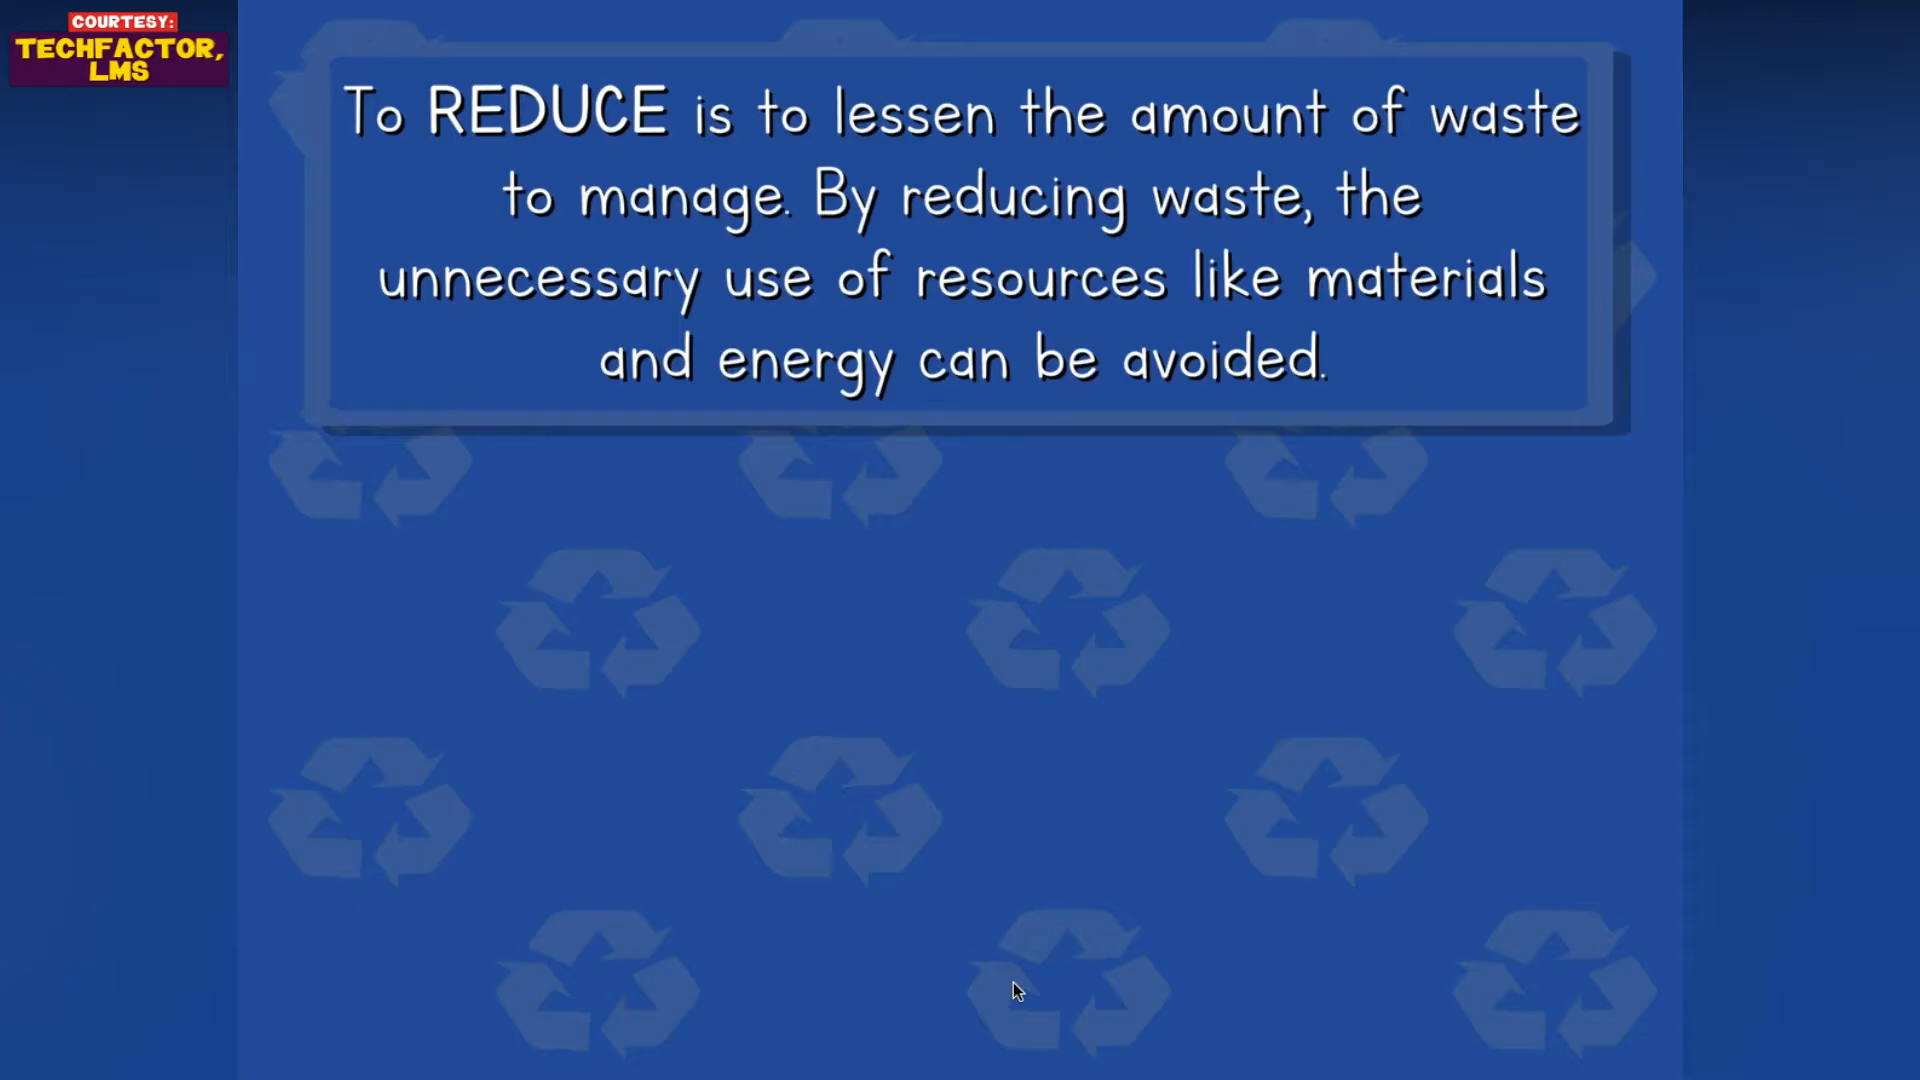 COURTESY:
TECHFACTOR,
LMS
To REDUCE is to lessen the amount of waste
to manage. By reducing waste, the
unnecessary use of resources like materials
and energy can be avoided.